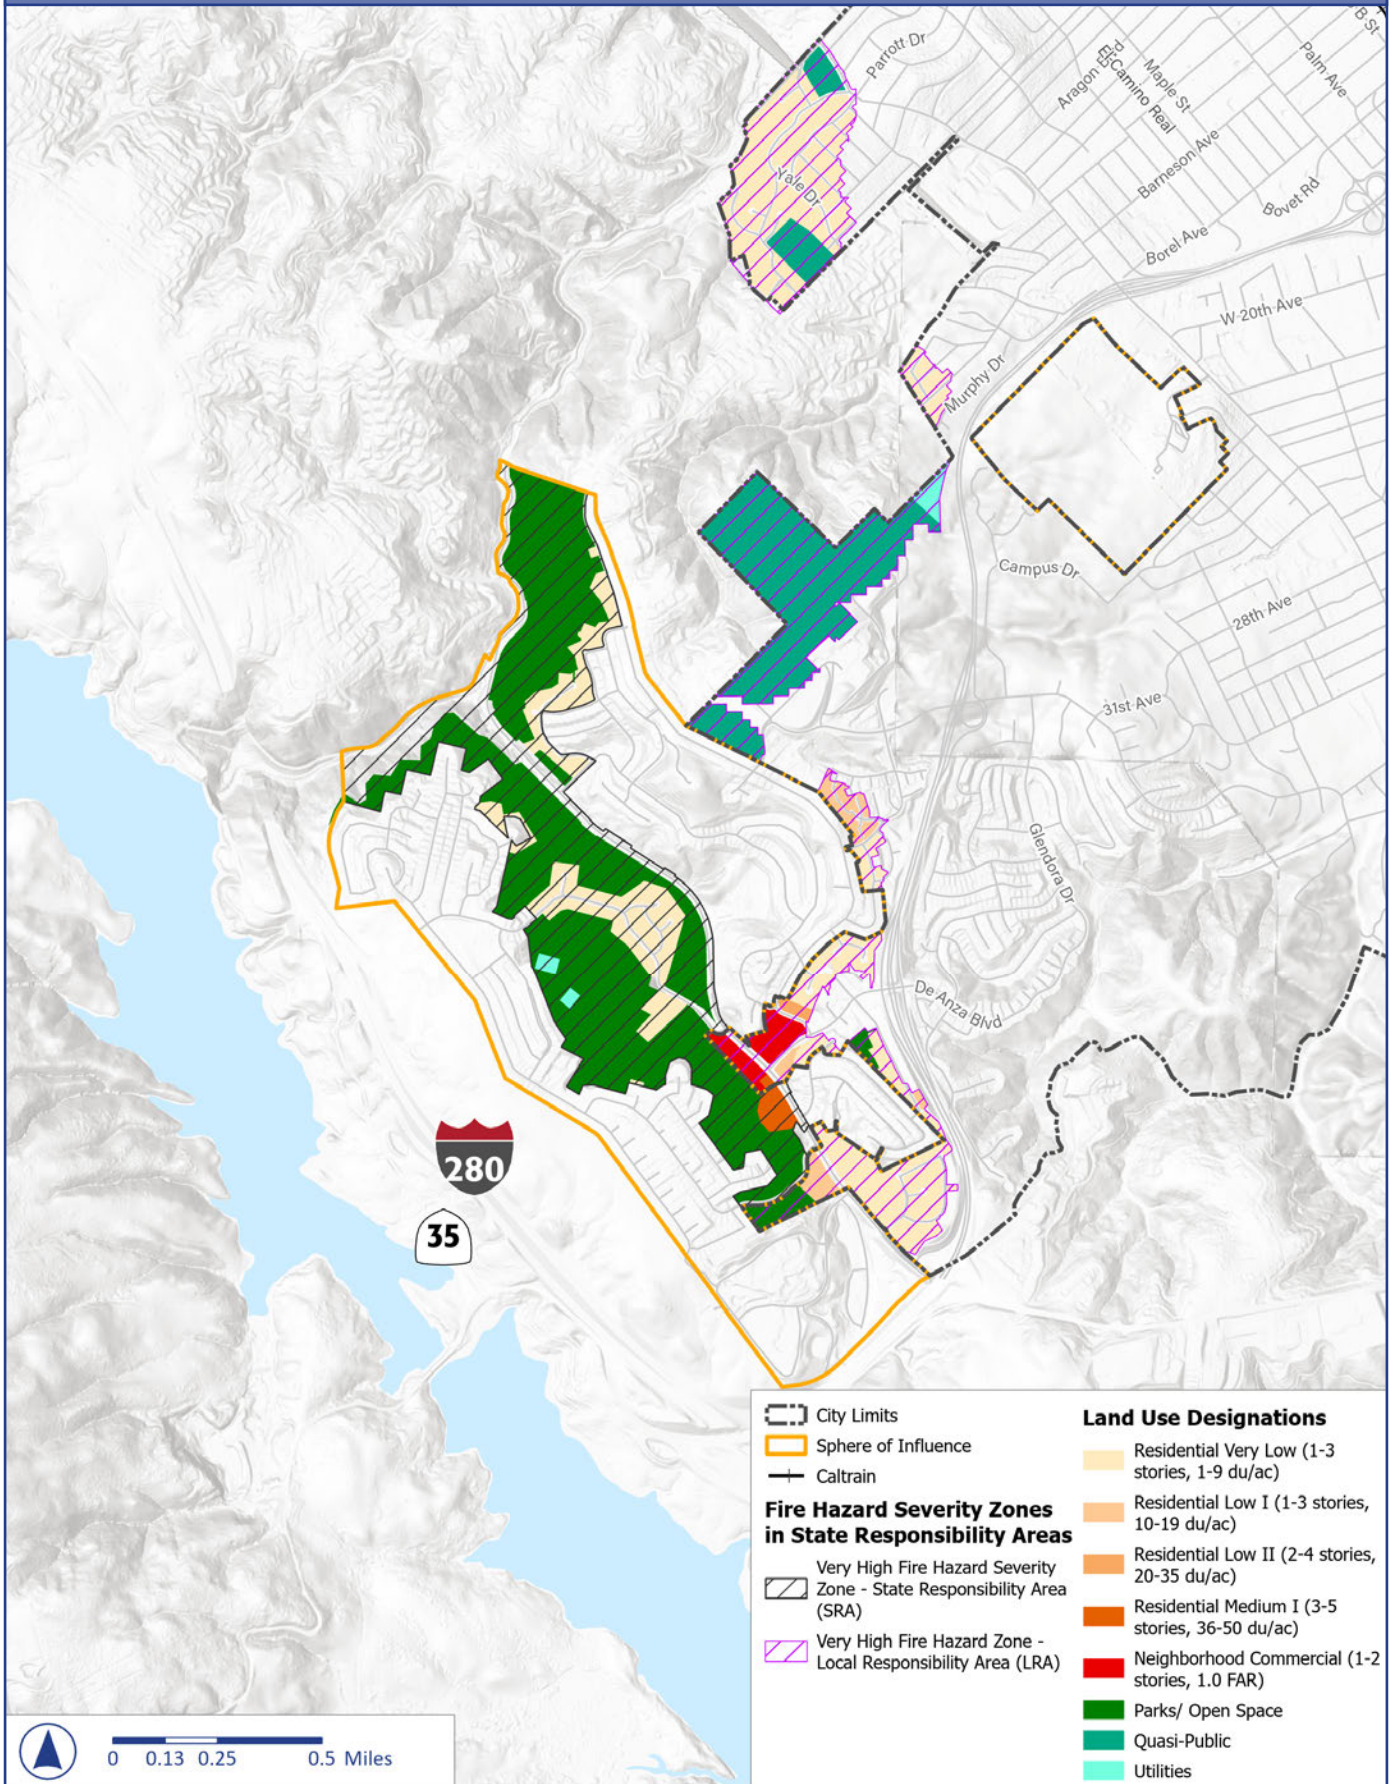 B St
Parrott Dr
Aragon Blvd
El Camino Real
Maple St
Palm Ave
Barneson Ave
Yale Dr
Bovet Rd
Borel Ave
W 20th Ave
Murphy Dr
Campus Dr
28th Ave
31st Ave
Glendora Dr
De Anza Blvd
280
35
City Limits
Sphere of Influence
Caltrain
Fire Hazard Severity Zones
in State Responsibility Areas
Very High Fire Hazard Severity
Zone - State Responsibility Area
(SRA)
Very High Fire Hazard Zone -
Local Responsibility Area (LRA)
Land Use Designations
Residential Very Low (1-3
stories, 1-9 du/ac)
Residential Low I (1-3 stories,
10-19 du/ac)
Residential Low II (2-4 stories,
20-35 du/ac)
Residential Medium I (3-5
stories, 36-50 du/ac)
Neighborhood Commercial (1-2
stories, 1.0 FAR)
Parks/ Open Space
Quasi-Public
Utilities
0 0.13 0.25 0.5 Miles